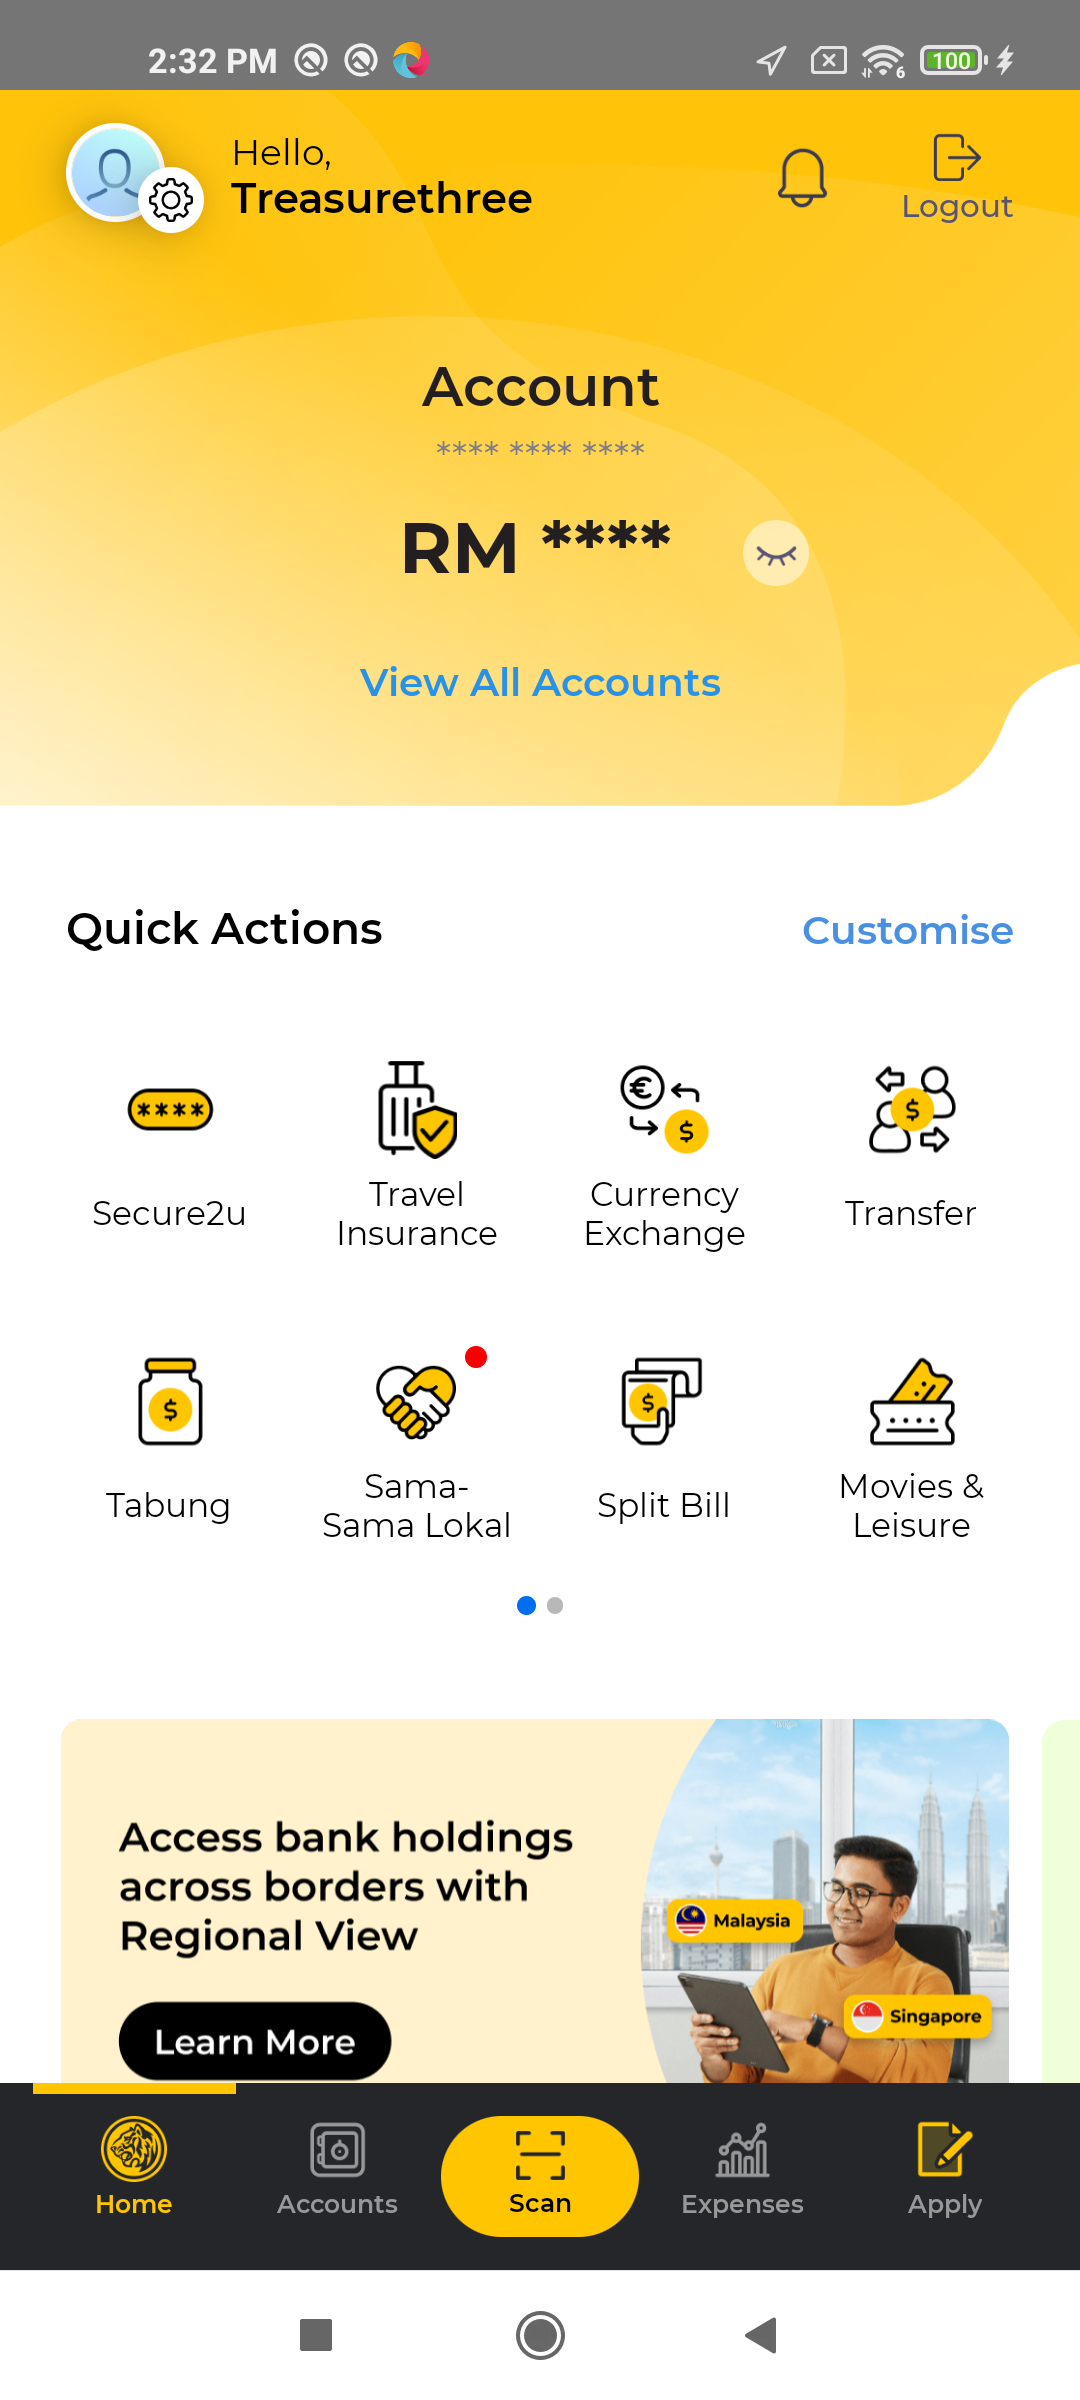 2:32 PM
6
100
Hello,
Treasurethree
Logout
Account
**** **** ****
RM ****
View All Accounts
Quick Actions
Customise
****
Secure2u
Travel
Insurance
€
$
Currency
Exchange
$
Transfer
$
Tabung
Sama-
Sama Lokal
$
Split Bill
Movies &
Leisure
Access bank holdings
across borders with
Regional View
Learn More
Malaysia
Singapore
Home
Accounts
Scan
Expenses
Apply